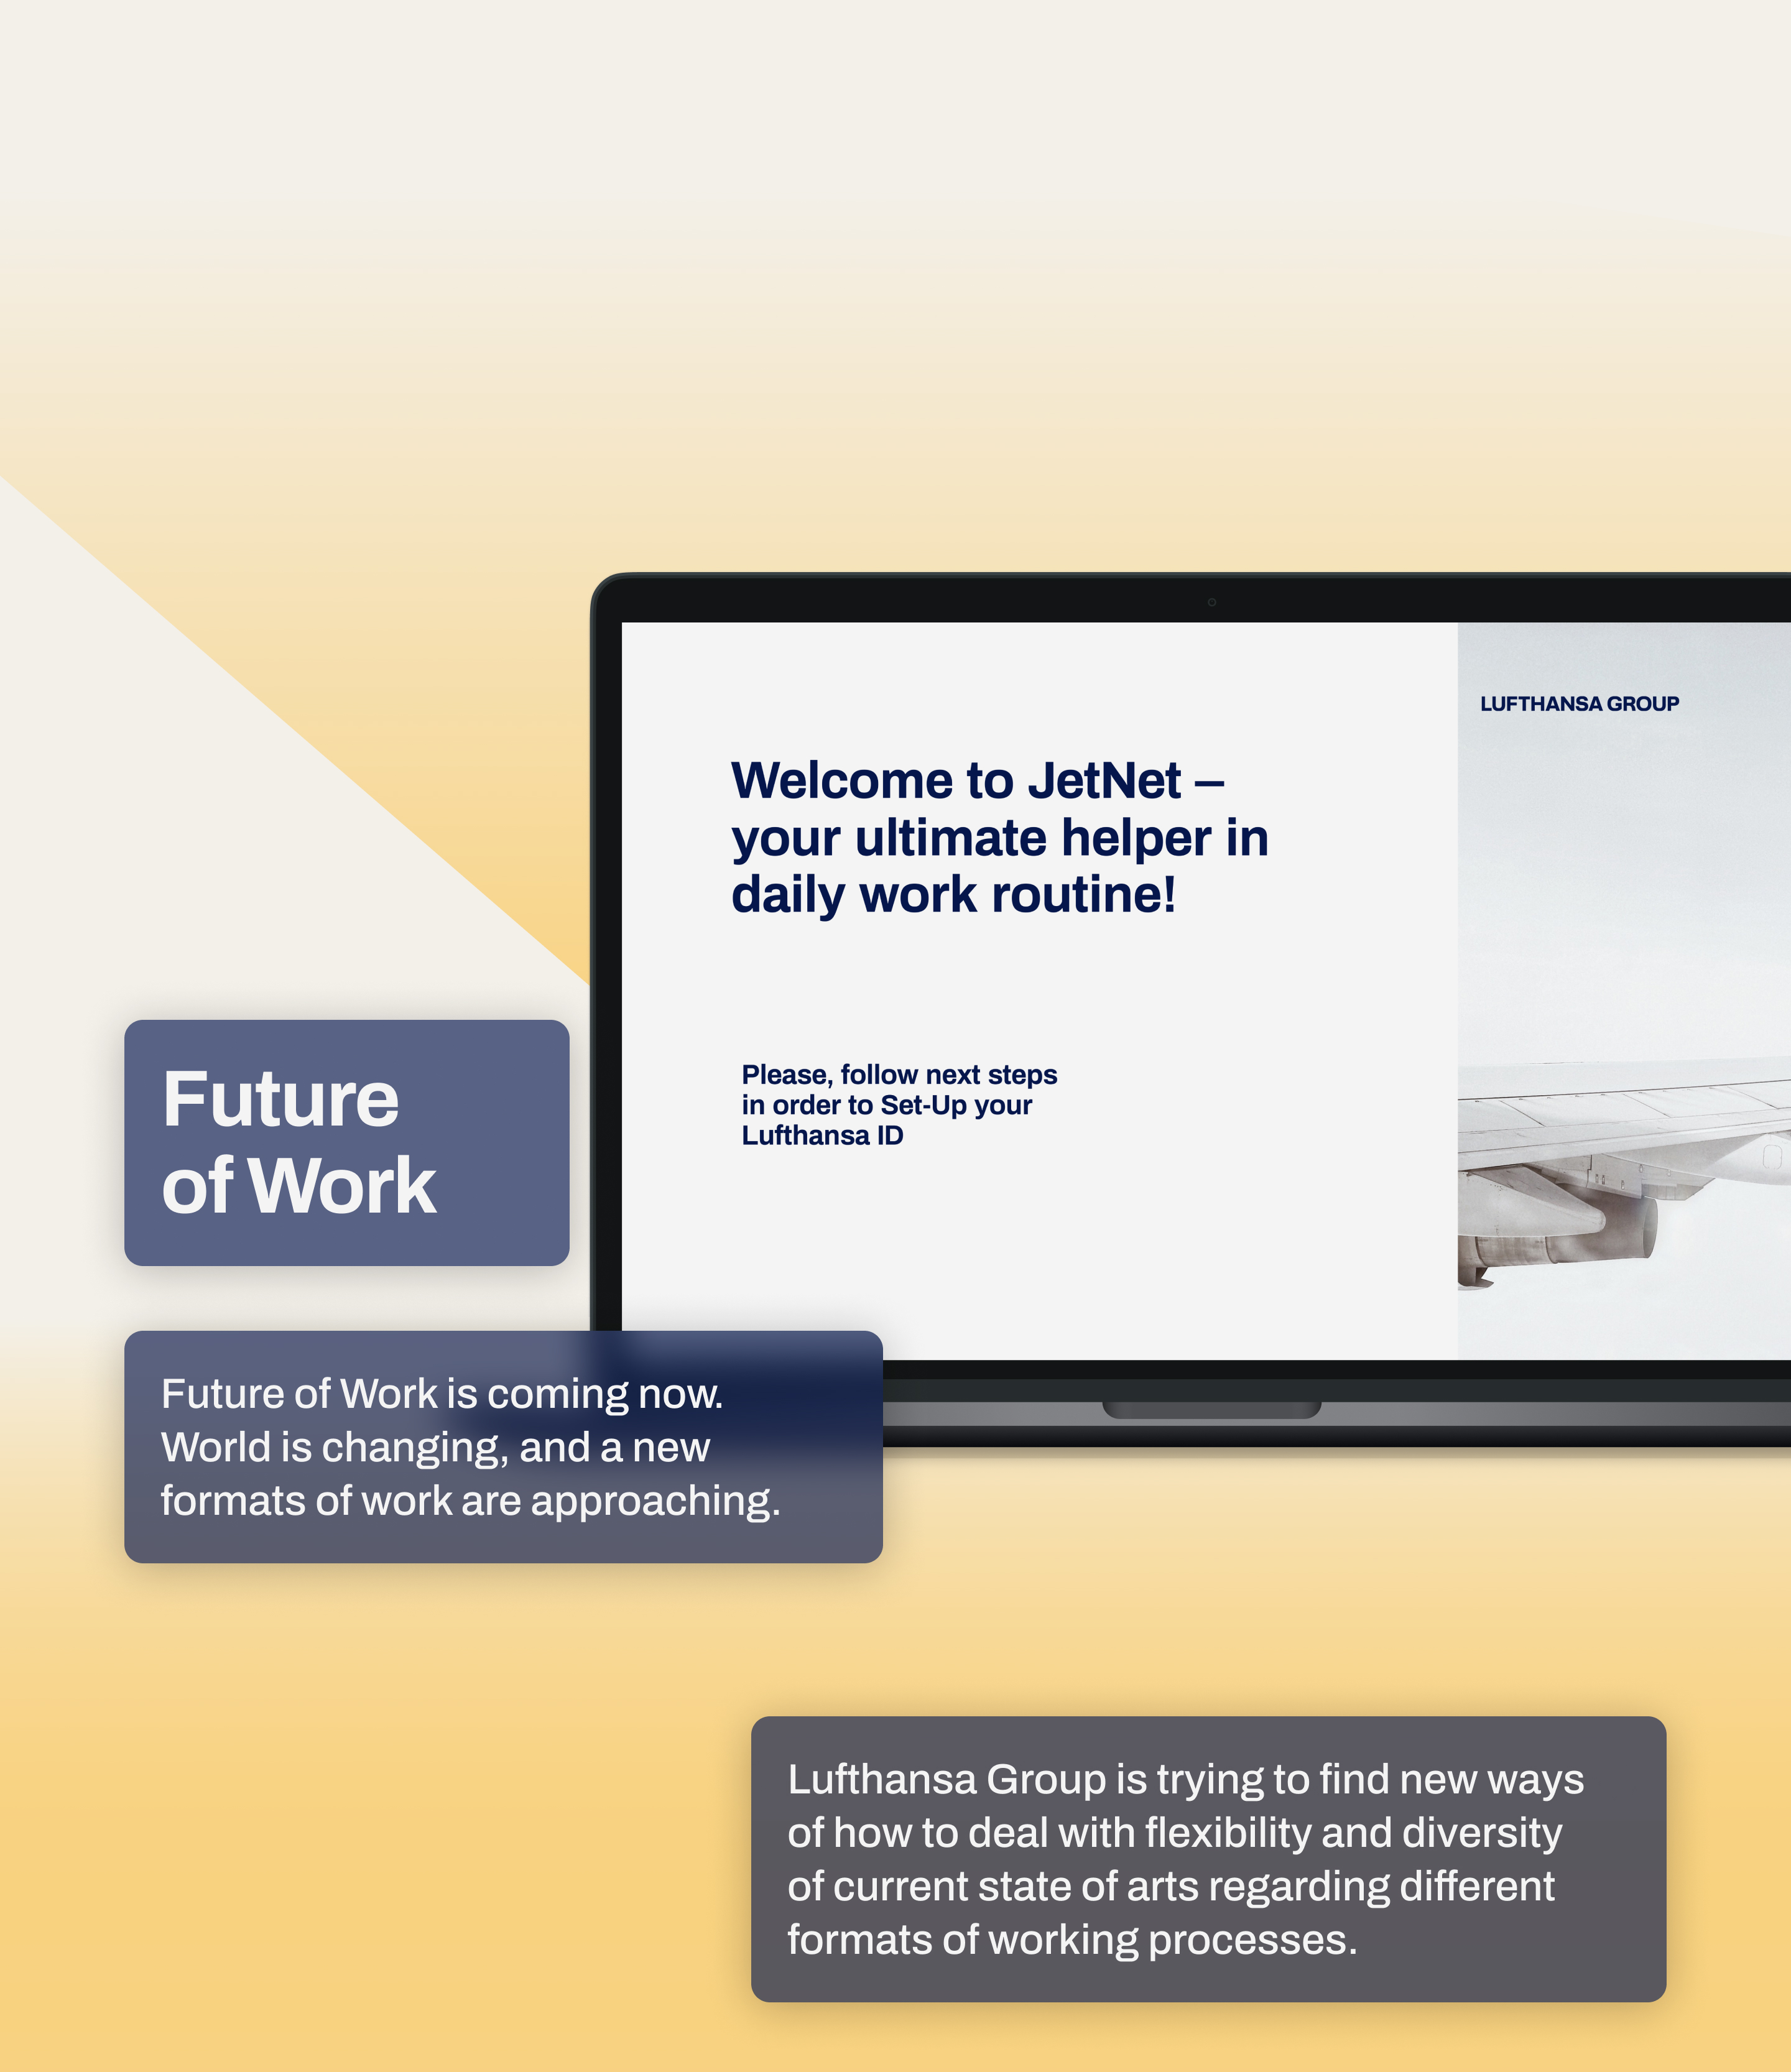 LUFTHANSA GROUP
Welcome to JetNet –
your ultimate helper in
daily work routine!
Please, follow next steps
in order to Set-Up your
Lufthansa ID
Future
of Work
Future of Work is coming now.
World is changing, and a new
formats of work are approaching.
Lufthansa Group is trying to find new ways
of how to deal with flexibility and diversity
of current state of arts regarding different
formats of working processes.